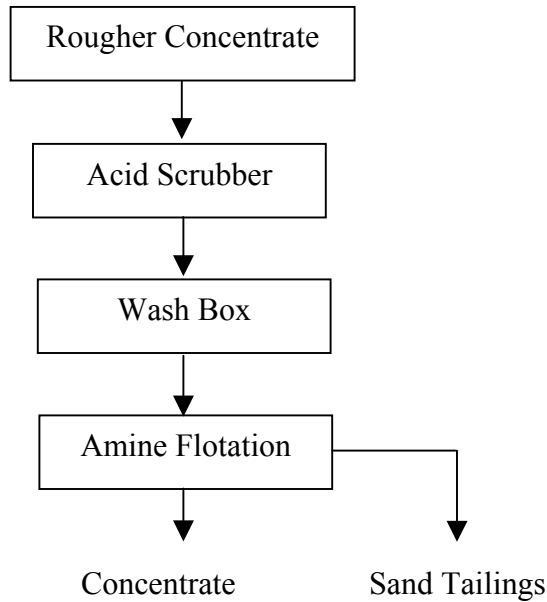 Rougher Concentrate
Acid Scrubber
Wash Box
Amine Flotation
Concentrate
Sand Tailings